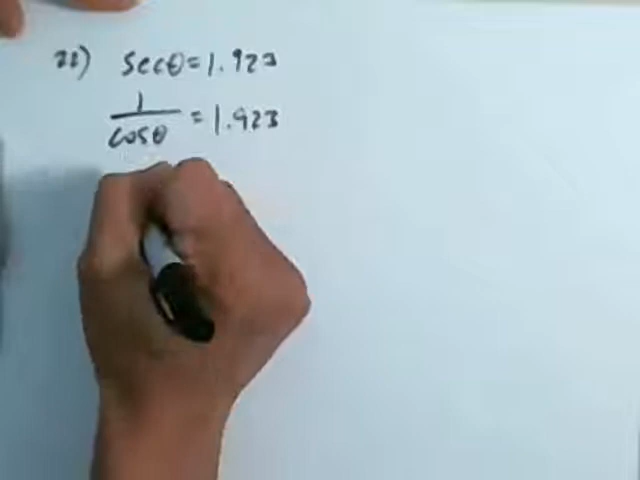 22) secθ = 1.923
1/cosθ = 1.923